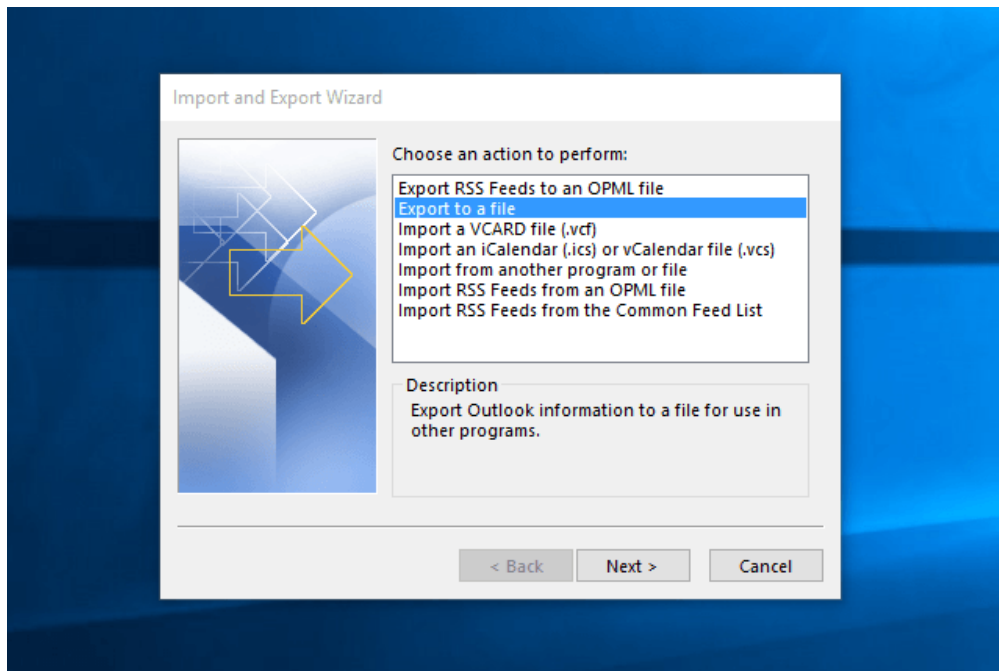 Import and Export Wizard
Choose an action to perform:
Export RSS Feeds to an OPML file
Export to a file
Import a VCARD file (.vcf)
Import an iCalendar (.ics) or vCalendar file (.vcs)
Import from another program or file
Import RSS Feeds from an OPML file
Import RSS Feeds from the Common Feed List
Description
Export Outlook information to a file for use in
other programs.
< Back Next > Cancel